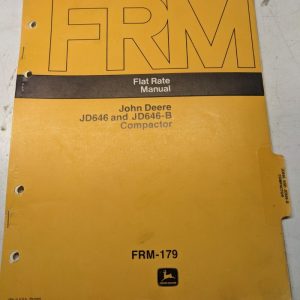 FRM
Flat Rate
Manual
John Deere
JD646 and JD646-B
Compactor
FRM-179